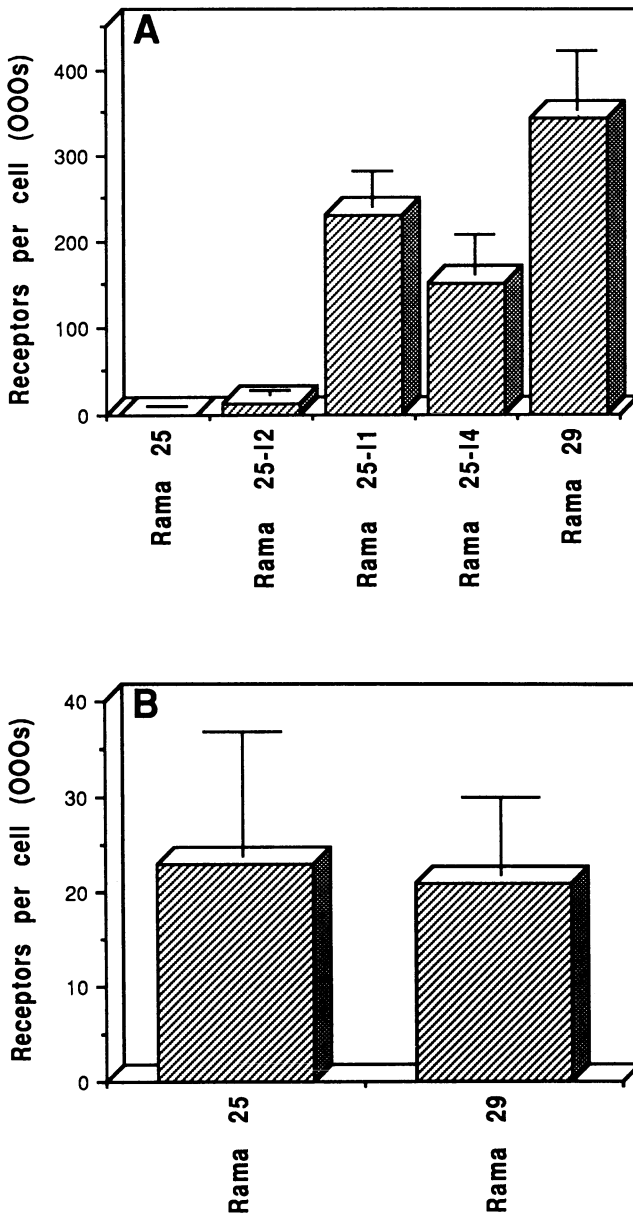 A
Receptors per cell (OOOs)
400
300
200
100
0
Rama 25
Rama 25-I2
Rama 25-I1
Rama 25-I4
Rama 29
B
Receptors per cell (OOOs)
40
30
20
10
0
Rama 25
Rama 29